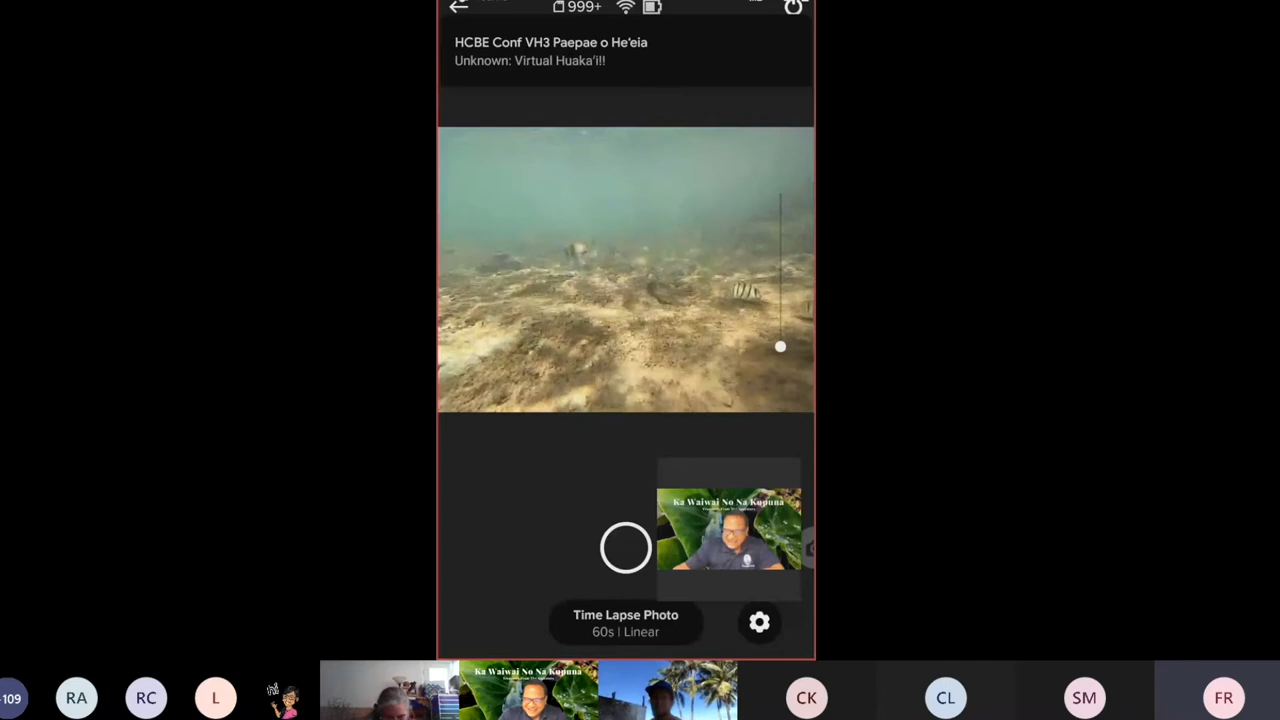 999+
HCBE Conf VH3 Paepae o He'eia
Unknown: Virtual Huaka'i!!
Ka Waiwai No Na Kupuna
Time Lapse Photo
60s | Linear
-109
RA
RC
L
Ka Waiwai No Na Kupuna
CK
CL
SM
FR